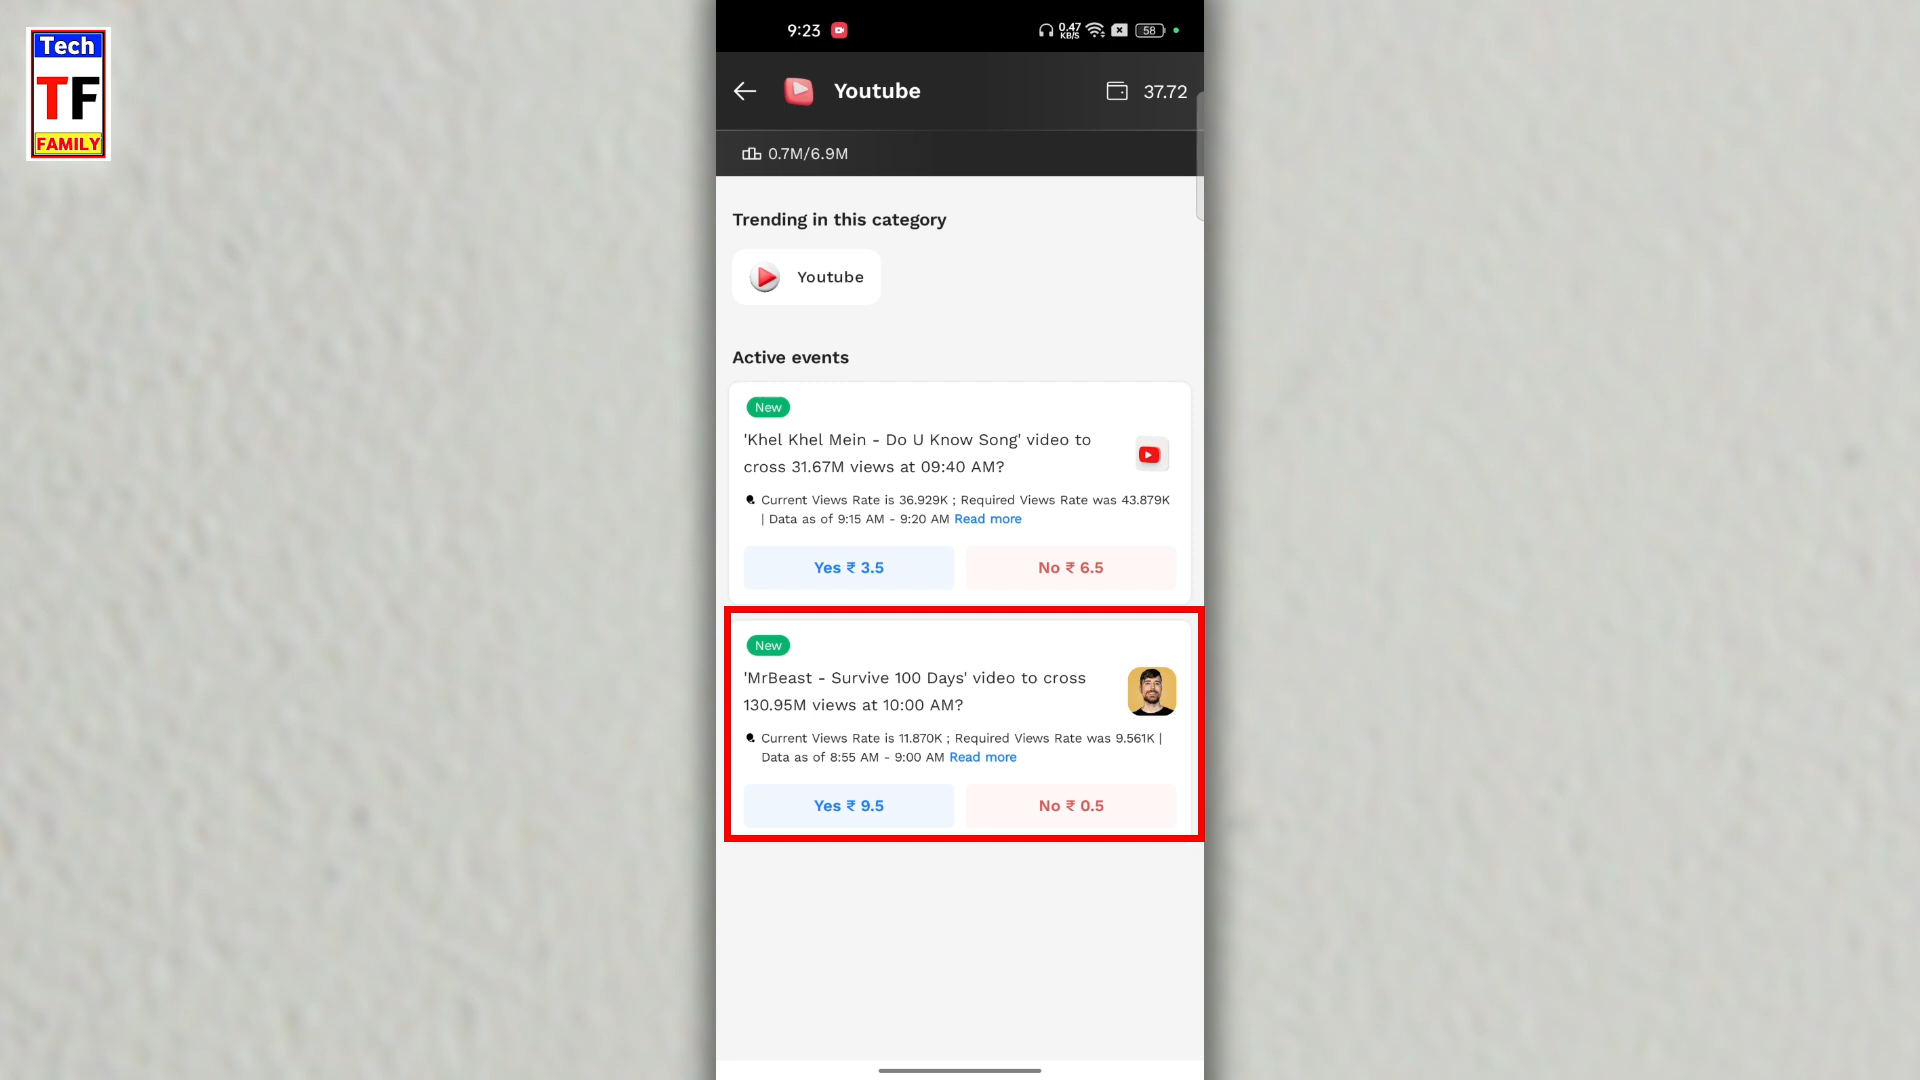 Tech
TF
FAMILY
9:23
0.47
KB/S
58
Youtube
37.72
0.7M/6.9M
Trending in this category
Youtube
Active events
New
'Khel Khel Mein - Do U Know Song' video to
cross 31.67M views at 09:40 AM?
Current Views Rate is 36.929K ; Required Views Rate was 43.879K
| Data as of 9:15 AM - 9:20 AM Read more
Yes ₹ 3.5
No ₹ 6.5
New
'MrBeast - Survive 100 Days' video to cross
130.95M views at 10:00 AM?
Current Views Rate is 11.870K ; Required Views Rate was 9.561K |
Data as of 8:55 AM - 9:00 AM Read more
Yes ₹ 9.5
No ₹ 0.5